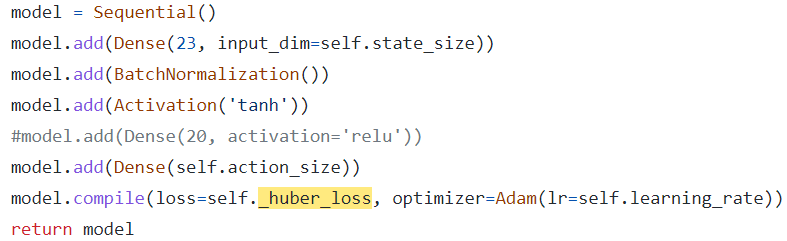 model = Sequential()
model.add(Dense(23, input_dim=self.state_size))
model.add(BatchNormalization())
model.add(Activation('tanh'))
#model.add(Dense(20, activation='relu'))
model.add(Dense(self.action_size))
model.compile(loss=self._huber_loss, optimizer=Adam(lr=self.learning_rate))
return model